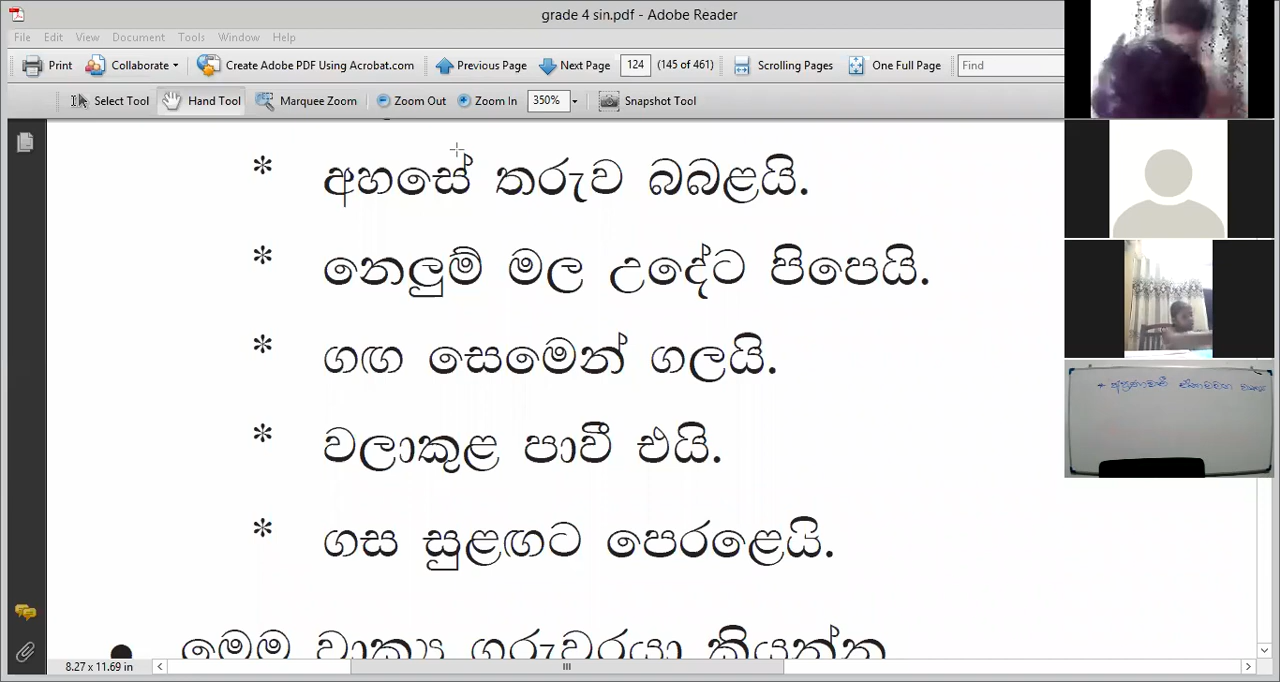 grade 4 sin.pdf - Adobe Reader
File Edit View Document Tools Window Help
Print Collaborate Create Adobe PDF Using Acrobat.com Previous Page Next Page 124 (145 of 461) Scrolling Pages One Full Page Find
Select Tool Hand Tool Marquee Zoom Zoom Out Zoom In 350% Snapshot Tool
* අහසේ තරුව බබළයි.
* නෙලුම් මල උදේට පිපෙයි.
* ගඟ සෙමෙන් ගලයි.
* වලාකුළ පාවී එයි.
* ගස සුළඟට පෙරළෙයි.
● මෙම වාක්‍ය ගුරුවරයා කියන්න
8.27 x 11.69 in